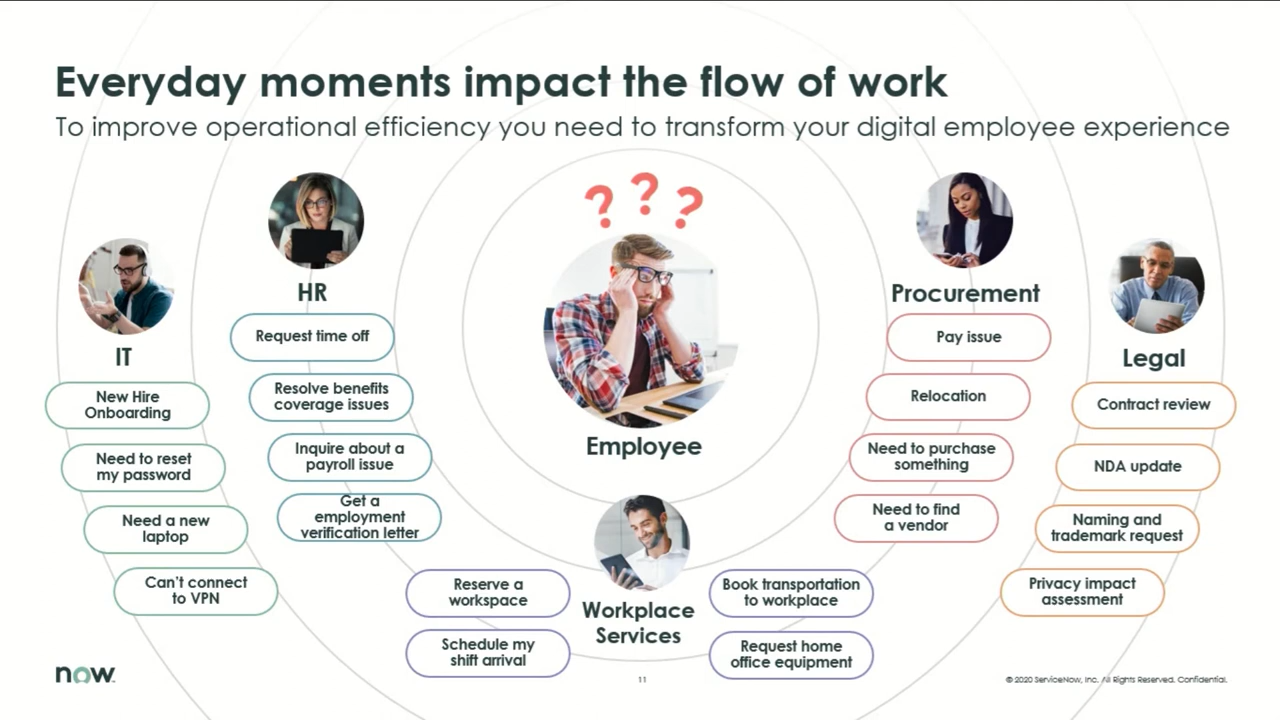 Everyday moments impact the flow of work
To improve operational efficiency you need to transform your digital employee experience
? ? ?
IT
New Hire
Onboarding
Need to reset
my password
Need a new
laptop
Can't connect
to VPN
HR
Request time off
Resolve benefits
coverage issues
Inquire about a
payroll issue
Get a
employment
verification letter
Employee
Workplace
Services
Reserve a
workspace
Schedule my
shift arrival
Book transportation
to workplace
Request home
office equipment
Procurement
Pay issue
Relocation
Need to purchase
something
Need to find
a vendor
Legal
Contract review
NDA update
Naming and
trademark request
Privacy impact
assessment
now
11
© 2020 ServiceNow, Inc. All Rights Reserved. Confidential.